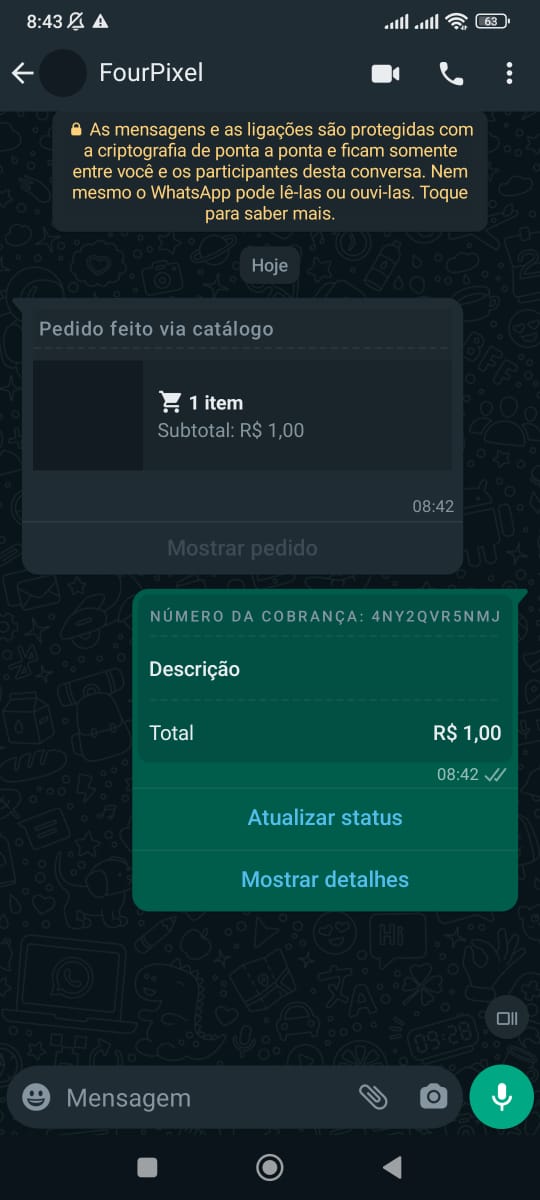 8:43
63
FourPixel
As mensagens e as ligações são protegidas com
a criptografia de ponta a ponta e ficam somente
entre você e os participantes desta conversa. Nem
mesmo o WhatsApp pode lê-las ou ouvi-las. Toque
para saber mais.
Hoje
Pedido feito via catálogo
1 item
Subtotal: R$ 1,00
08:42
Mostrar pedido
NÚMERO DA COBRANÇA: 4NY2QVR5NMJ
Descrição
Total R$ 1,00
08:42
Atualizar status
Mostrar detalhes
Mensagem